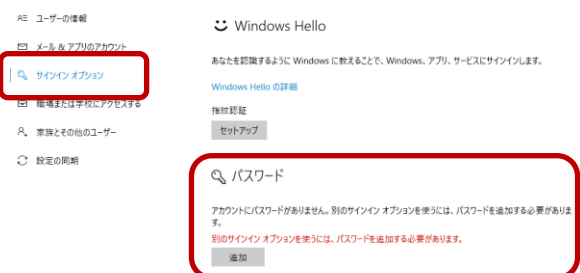 ユーザーの情報
メール & アプリのアカウント
サインイン オプション
職場または学校にアクセスする
家族とその他のユーザー
設定の同期
Windows Hello
あなたを認識するように Windows に教えることで、Windows、アプリ、サービスにサインインします。
Windows Hello の詳細
指紋認証
セットアップ
パスワード
アカウントにパスワードがありません。別のサインイン オプションを使うには、パスワードを追加する必要がありま
す。
別のサインイン オプションを使うには、パスワードを追加する必要があります。
追加